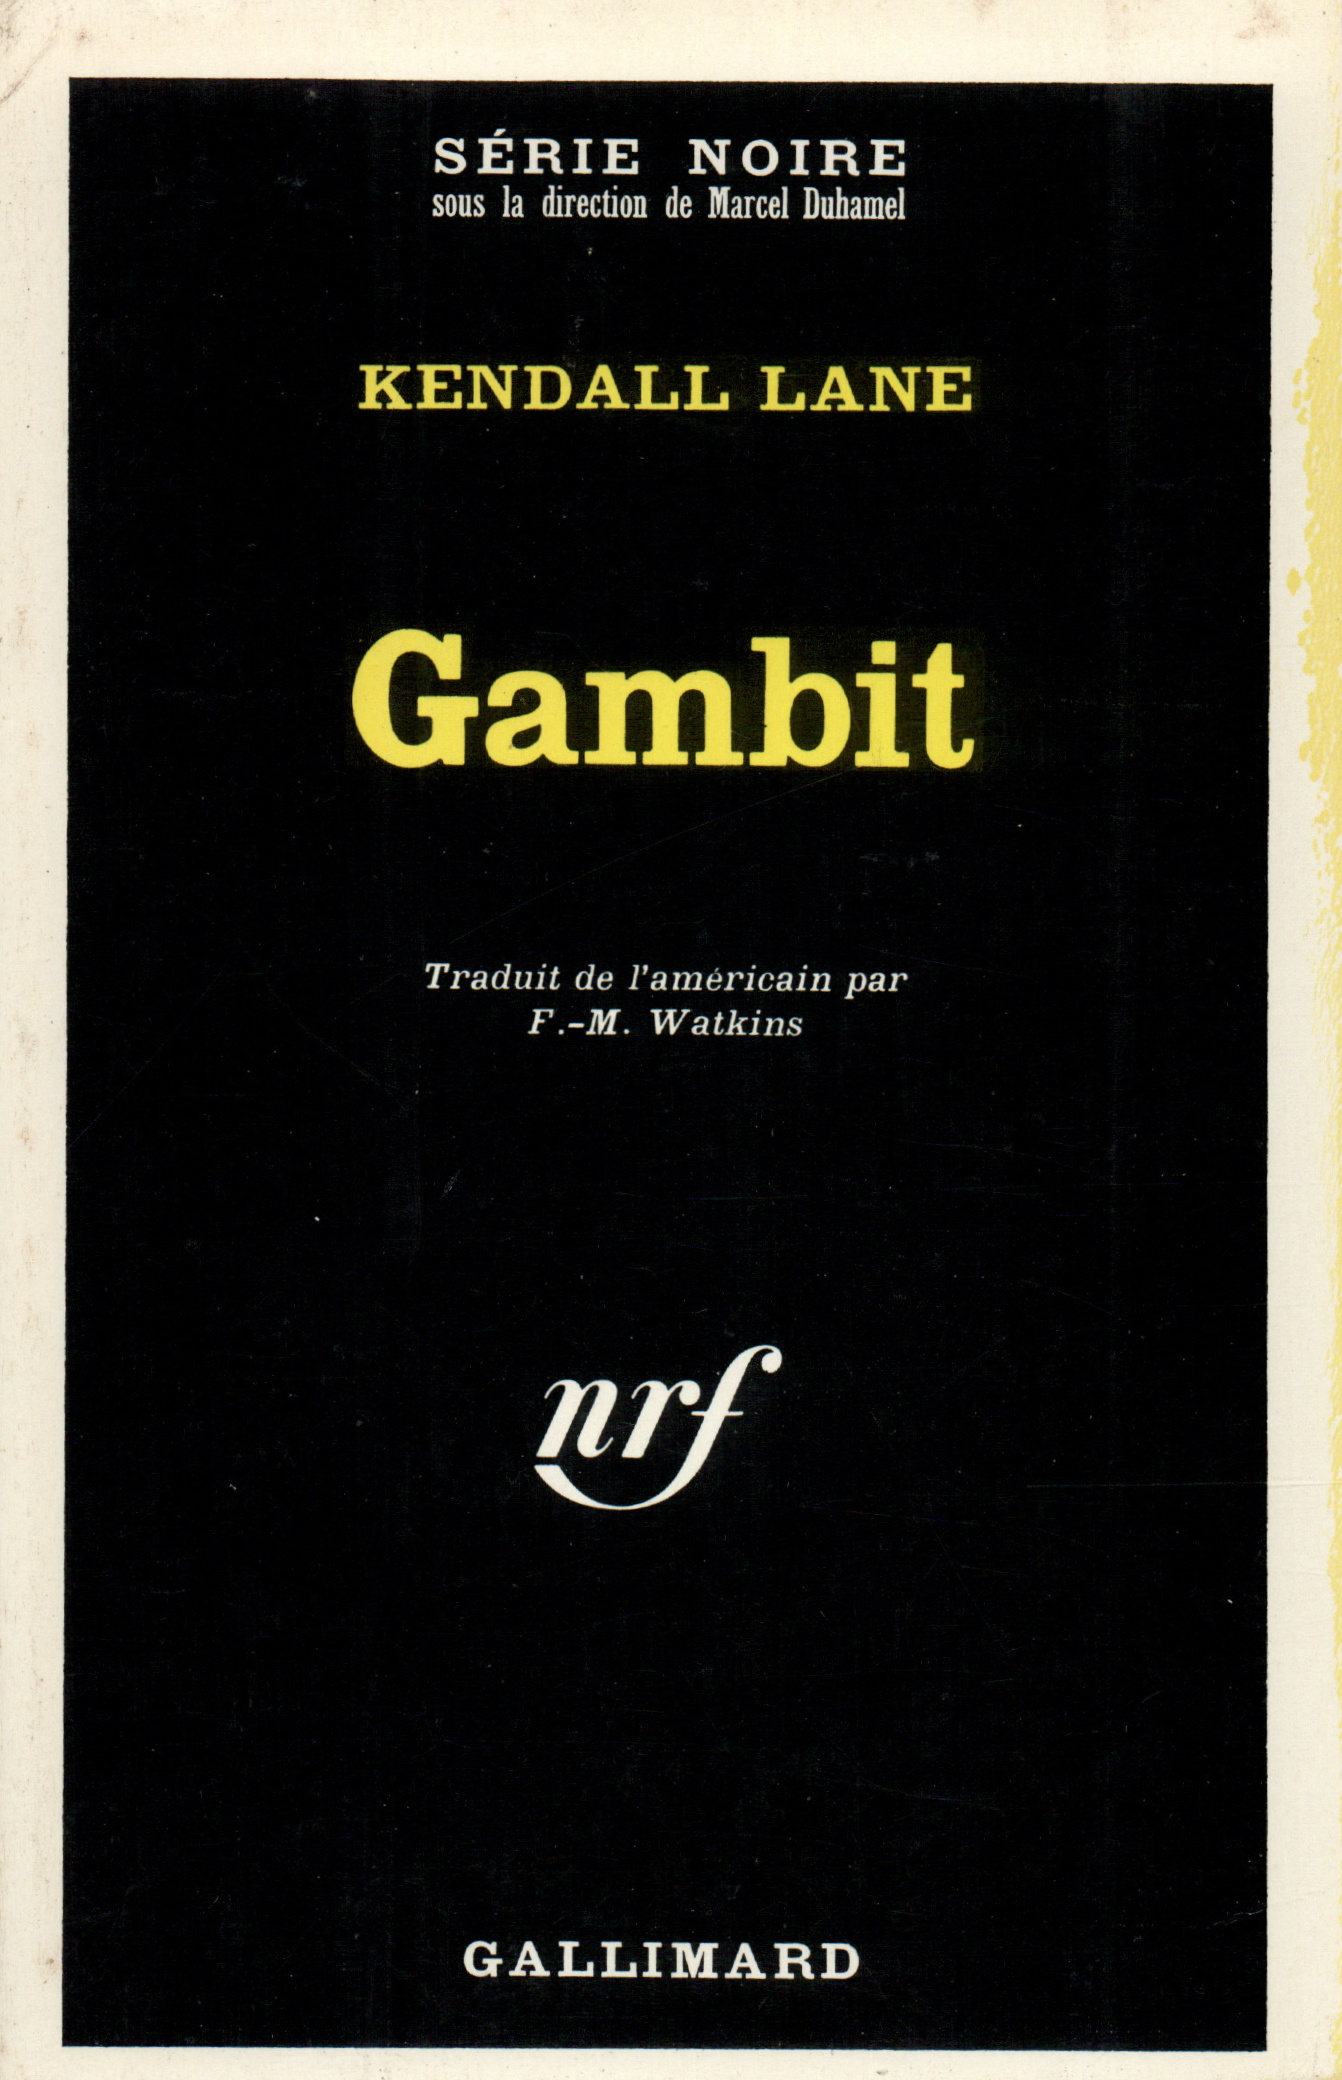 SÉRIE NOIRE
sous la direction de Marcel Duhamel
KENDALL LANE
Gambit
Traduit de l'américain par
F.-M. Watkins
nrf
GALLIMARD